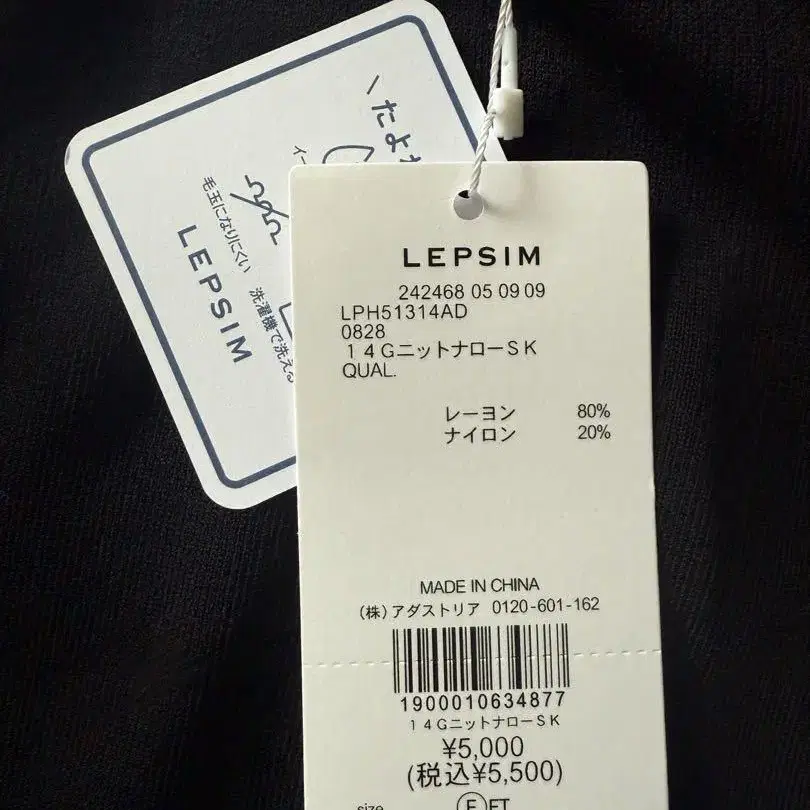 LEPSIM
242468 05 09 09
LPH51314AD
0828
14GニットナローSK
QUAL.
レーヨン 80%
ナイロン 20%
MADE IN CHINA
(株)アダストリア 0120-601-162
1900010634877
14GニットナローSK
¥5,000
(税込¥5,500)
size F FT
\たよ
イー
毛玉になりにくい 洗濯機で洗える
LEPSIM